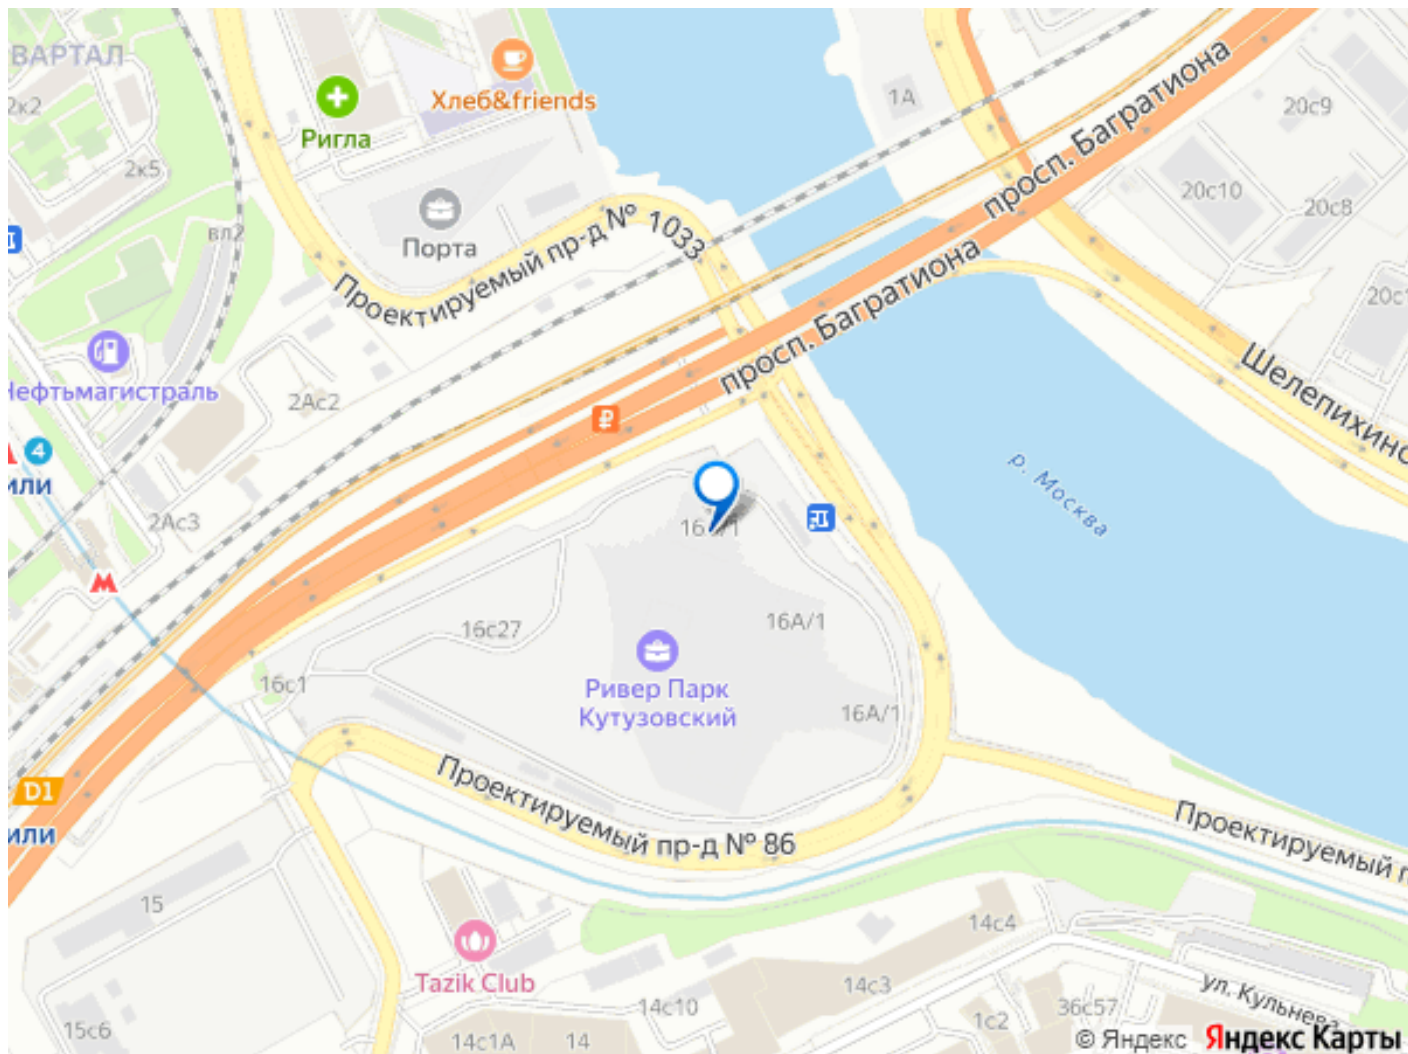 ВАРТАЛ
2к2
Хлеб&friends
Ригла
1А
просп. Багратиона
20с9
2к5
20с10
20с8
вл2
Порта
Проектируемый пр-д № 1033
просп. Багратиона
20с1
Нефтьмагистраль
2Ас2
₽
Шелепихинс
4
или
р. Москва
2Ас3
16А/1
М
16А/1
16с27
Ривер Парк
Кутузовский
16с1
16А/1
D1
или
Проектируемый пр-д № 86
Проектируемый п
15
14с4
Tazik Club
14с3
ул. Кульнева
14с10
36с57
1с2
15с6
14с1А
14
© Яндекс Яндекс Карты